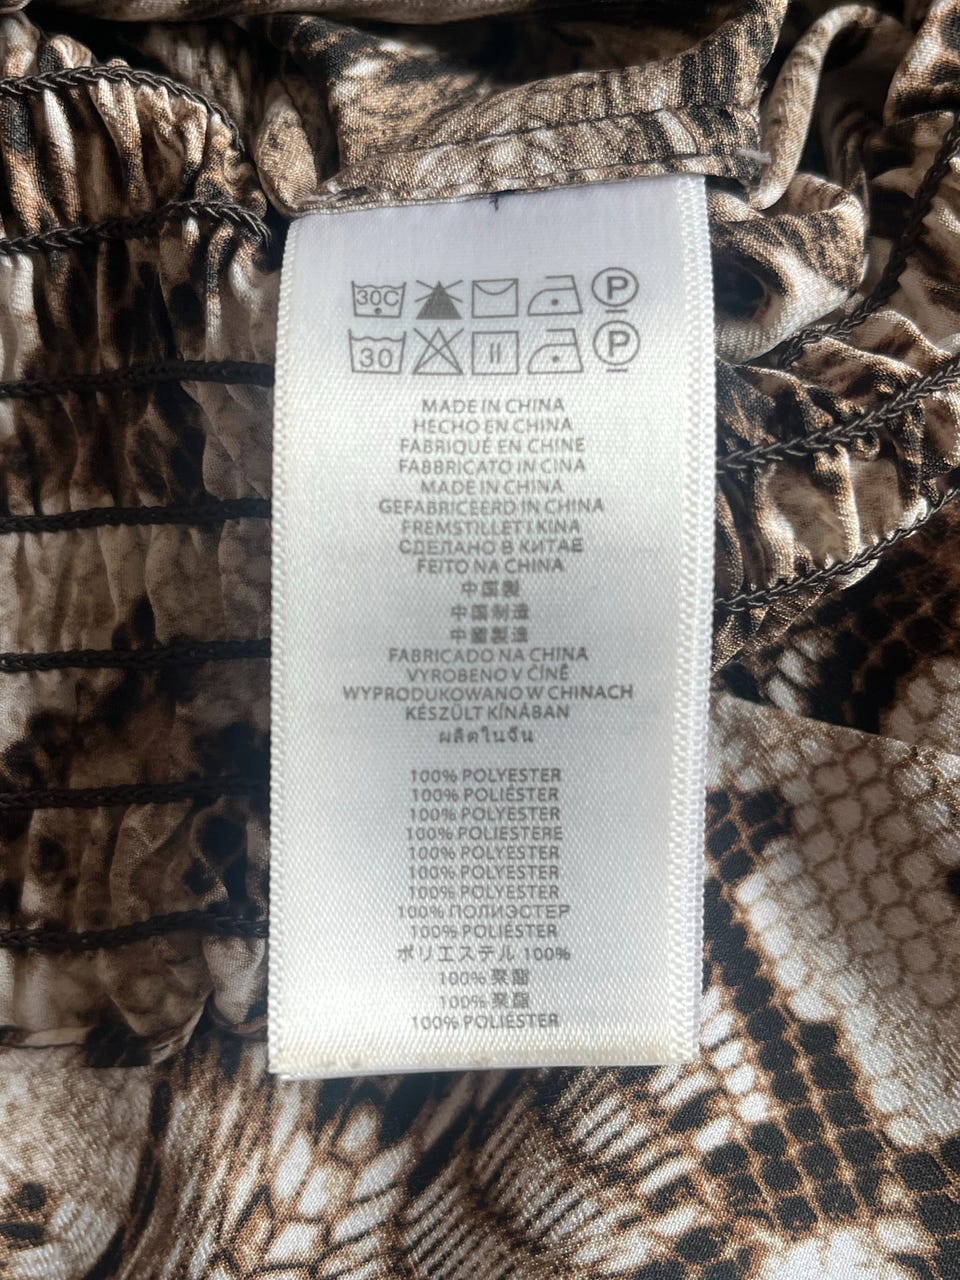 30C P
30 P
MADE IN CHINA
HECHO EN CHINA
FABRIQUÉ EN CHINE
FABBRICATO IN CINA
MADE IN CHINA
GEFABRICEERD IN CHINA
FREMSTILLET I KINA
СДЕЛАНО В КИТАЕ
FEITO NA CHINA
中国製
中国制造
中國製造
FABRICADO NA CHINA
VYROBENO V ČÍNĚ
WYPRODUKOWANO W CHINACH
KÉSZÜLT KÍNÁBAN
ผลิตในจีน
100% POLYESTER
100% POLIÉSTER
100% POLYESTER
100% POLIESTERE
100% POLYESTER
100% POLYESTER
100% POLYESTER
100% ПОЛИЭСТЕР
100% POLIÉSTER
ポリエステル 100%
100% 聚酯
100% 聚酯
100% POLIÉSTER